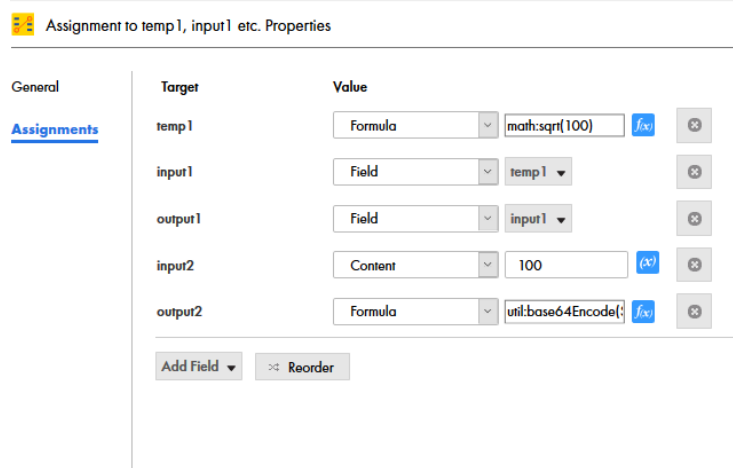 Assignment to temp1, input1 etc. Properties
General
Assignments
Target Value
temp1 Formula math:sqrt(100) f(x)
input1 Field temp1
output1 Field input1
input2 Content 100 (x)
output2 Formula util:base64Encode( f(x)
Add Field Reorder